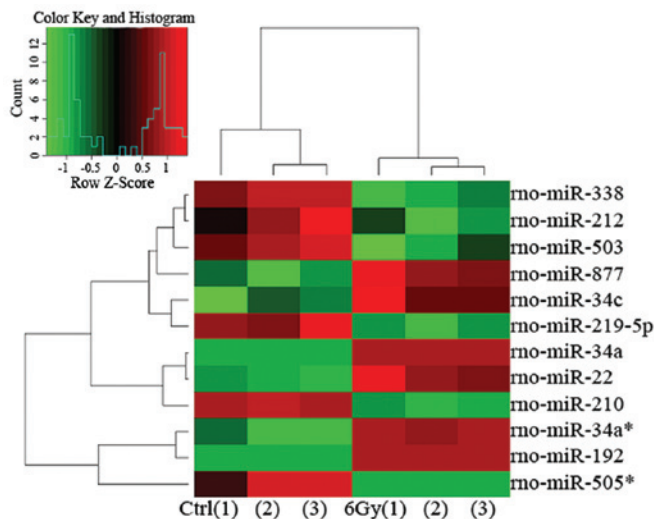 Color Key and Histogram
Count
0 2 4 6 8 10 12
-1 -0.5 0 0.5 1
Row Z-Score
rno-miR-338
rno-miR-212
rno-miR-503
rno-miR-877
rno-miR-34c
rno-miR-219-5p
rno-miR-34a
rno-miR-22
rno-miR-210
rno-miR-34a*
rno-miR-192
rno-miR-505*
Ctrl(1) (2) (3) 6Gy(1) (2) (3)